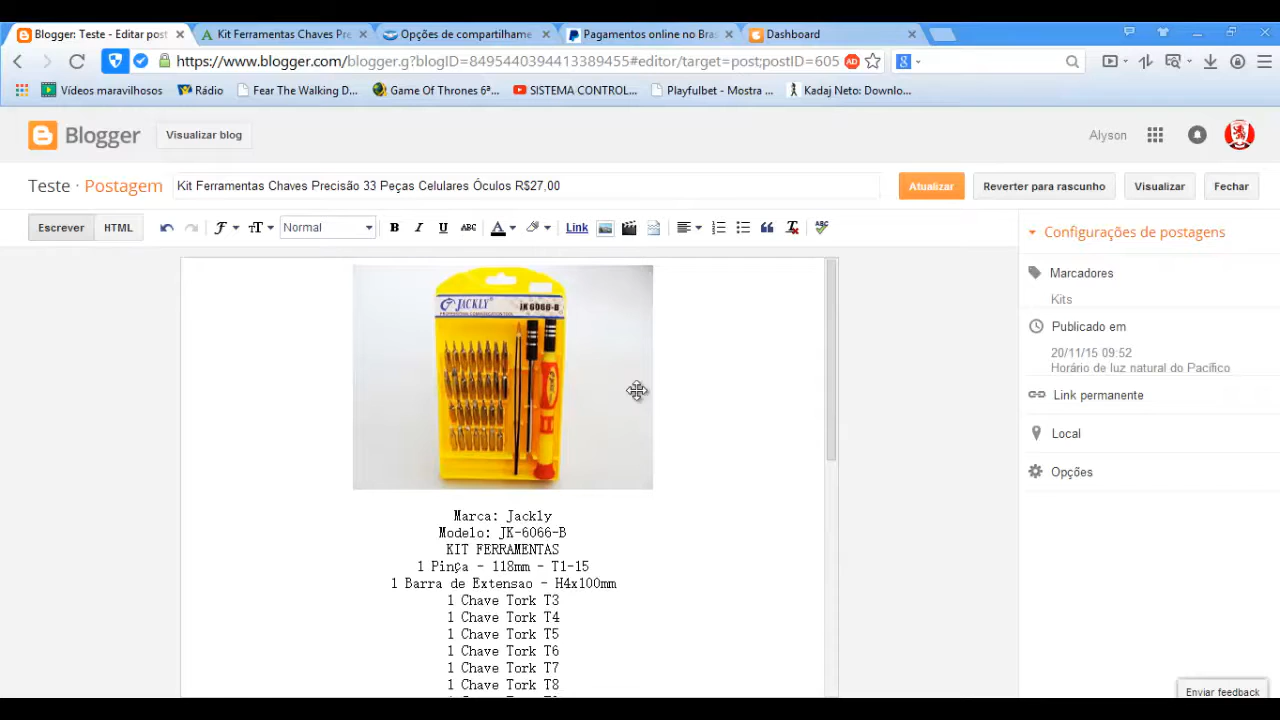 Blogger: Teste - Editar post
Kit Ferramentas Chaves Pre
Opções de compartilhame
Pagamentos online no Bra
Dashboard
https://www.blogger.com/blogger.g?blogID=8495440394413389455#editor/target=post;postID=605
Vídeos maravilhosos
Rádio
Fear The Walking D...
Game Of Thrones 6ª...
SISTEMA CONTROL...
Playfulbet - Mostra ...
Kadaj Neto: Downlo...
Blogger
Visualizar blog
Alyson
Teste · Postagem
Kit Ferramentas Chaves Precisão 33 Peças Celulares Óculos R$27,00
Atualizar
Reverter para rascunho
Visualizar
Fechar
Escrever
HTML
Normal
B
I
U
ABC
A
Link
Configurações de postagens
Marcadores
Kits
Publicado em
20/11/15 09:52
Horário de luz natural do Pacífico
Link permanente
Local
Opções
JACKLY
Marca: Jackly
Modelo: JK-6066-B
KIT FERRAMENTAS
1 Pinça - 118mm - T1-15
1 Barra de Extensao - H4x100mm
1 Chave Tork T3
1 Chave Tork T4
1 Chave Tork T5
1 Chave Tork T6
1 Chave Tork T7
1 Chave Tork T8
Enviar feedback